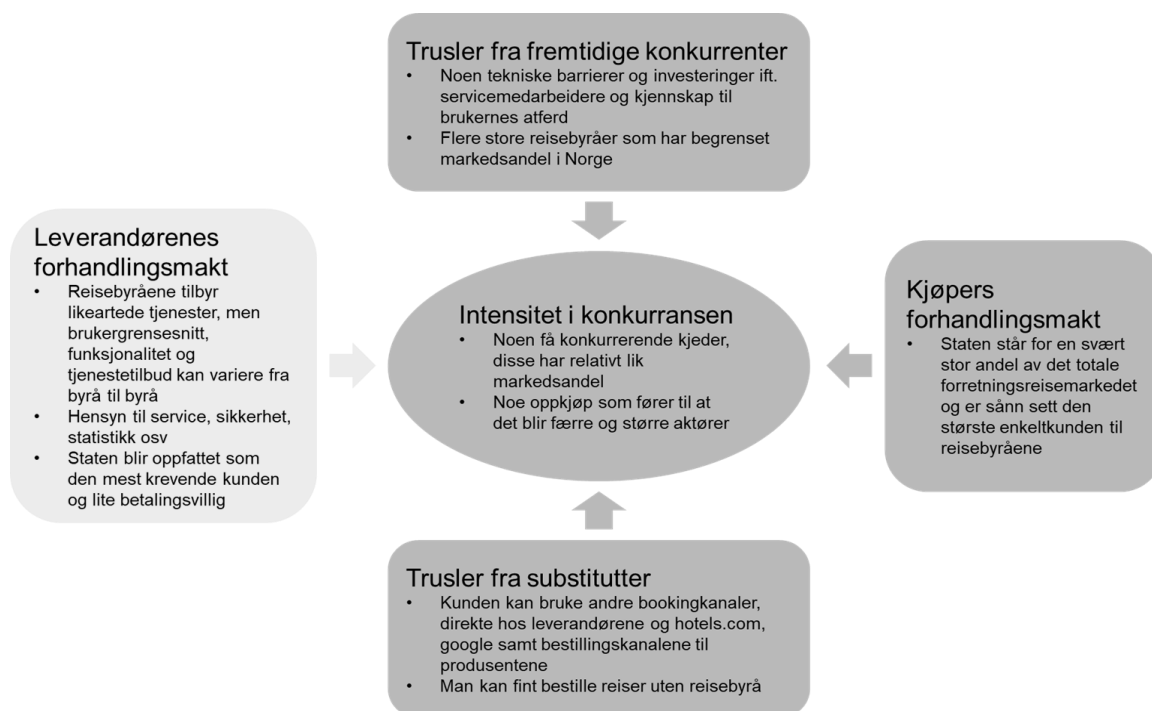 Trusler fra fremtidige konkurrenter
• Noen tekniske barrierer og investeringer ift.
servicemedarbeidere og kjennskap til
brukernes atferd
• Flere store reisebyråer som har begrenset
markedsandel i Norge
Leverandørenes
forhandlingsmakt
• Reisebyråene tilbyr
likeartede tjenester, men
brukergrensesnitt,
funksjonalitet og
tjenestetilbud kan variere fra
byrå til byrå
• Hensyn til service, sikkerhet,
statistikk osv
• Staten blir oppfattet som
den mest krevende kunden
og lite betalingsvillig
Intensitet i konkurransen
• Noen få konkurrerende kjeder,
disse har relativt lik
markedsandel
• Noe oppkjøp som fører til at
det blir færre og større aktører
Kjøpers
forhandlingsmakt
• Staten står for en svært
stor andel av det totale
forretningsreisemarkedet
og er sånn sett den
største enkeltkunden til
reisebyråene
Trusler fra substitutter
• Kunden kan bruke andre bookingkanaler,
direkte hos leverandørene og hotels.com,
google samt bestillingskanalene til
produsentene
• Man kan fint bestille reiser uten reisebyrå